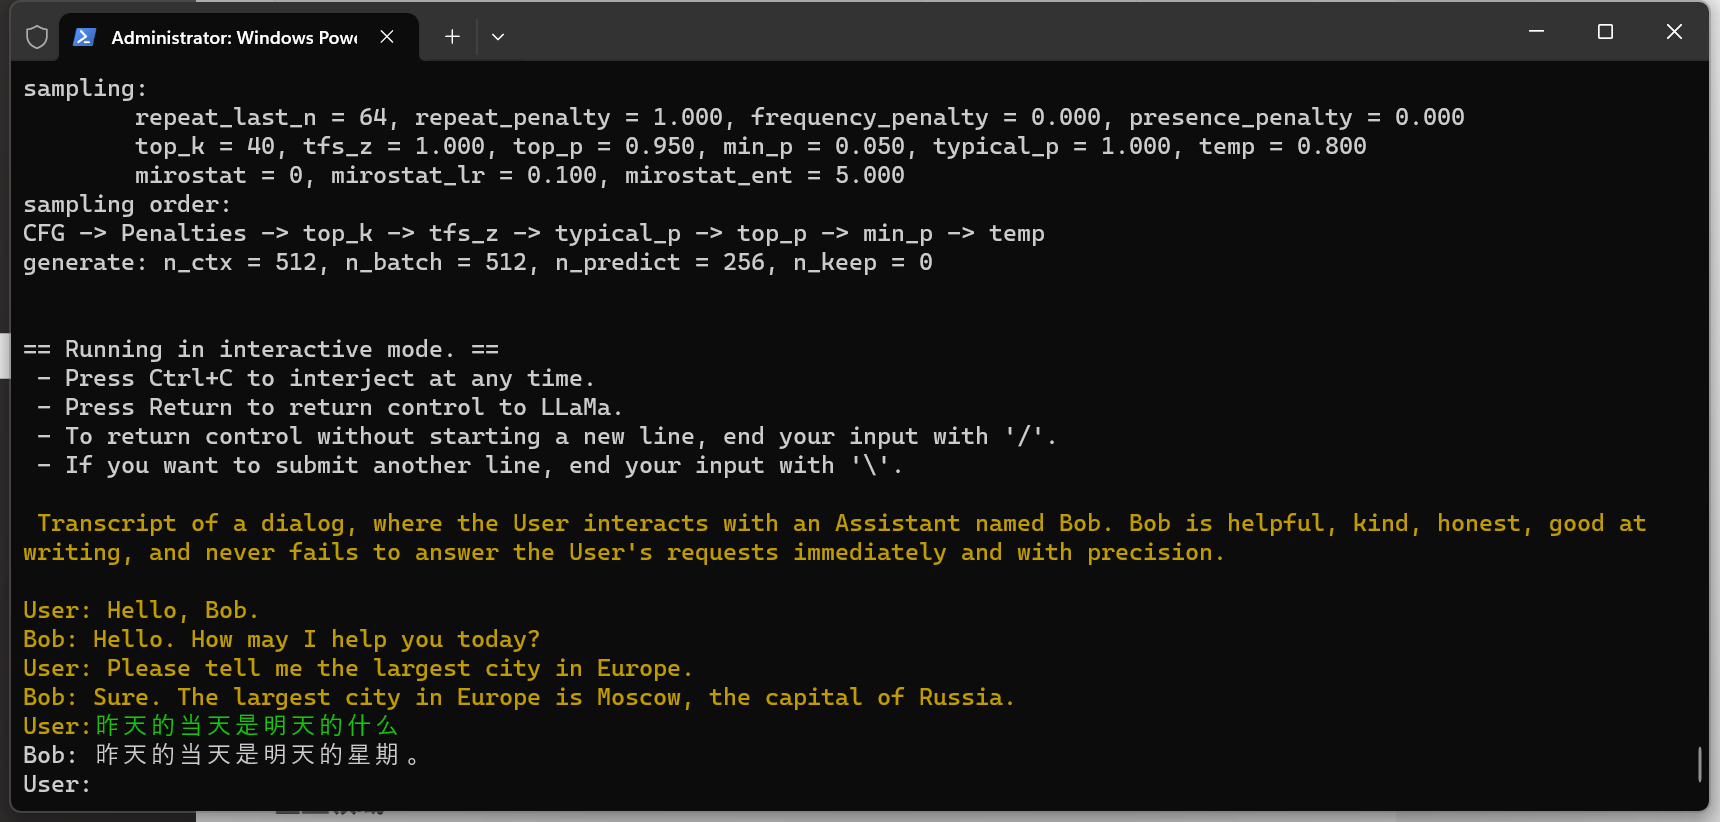 Administrator: Windows Powe
sampling:
repeat_last_n = 64, repeat_penalty = 1.000, frequency_penalty = 0.000, presence_penalty = 0.000
top_k = 40, tfs_z = 1.000, top_p = 0.950, min_p = 0.050, typical_p = 1.000, temp = 0.800
mirostat = 0, mirostat_lr = 0.100, mirostat_ent = 5.000
sampling order:
CFG -> Penalties -> top_k -> tfs_z -> typical_p -> top_p -> min_p -> temp
generate: n_ctx = 512, n_batch = 512, n_predict = 256, n_keep = 0
== Running in interactive mode. ==
- Press Ctrl+C to interject at any time.
- Press Return to return control to LLaMa.
- To return control without starting a new line, end your input with '/'.
- If you want to submit another line, end your input with '\'.
Transcript of a dialog, where the User interacts with an Assistant named Bob. Bob is helpful, kind, honest, good at
writing, and never fails to answer the User's requests immediately and with precision.
User: Hello, Bob.
Bob: Hello. How may I help you today?
User: Please tell me the largest city in Europe.
Bob: Sure. The largest city in Europe is Moscow, the capital of Russia.
User:昨天的当天是明天的什么
Bob: 昨天的当天是明天的星期。
User: